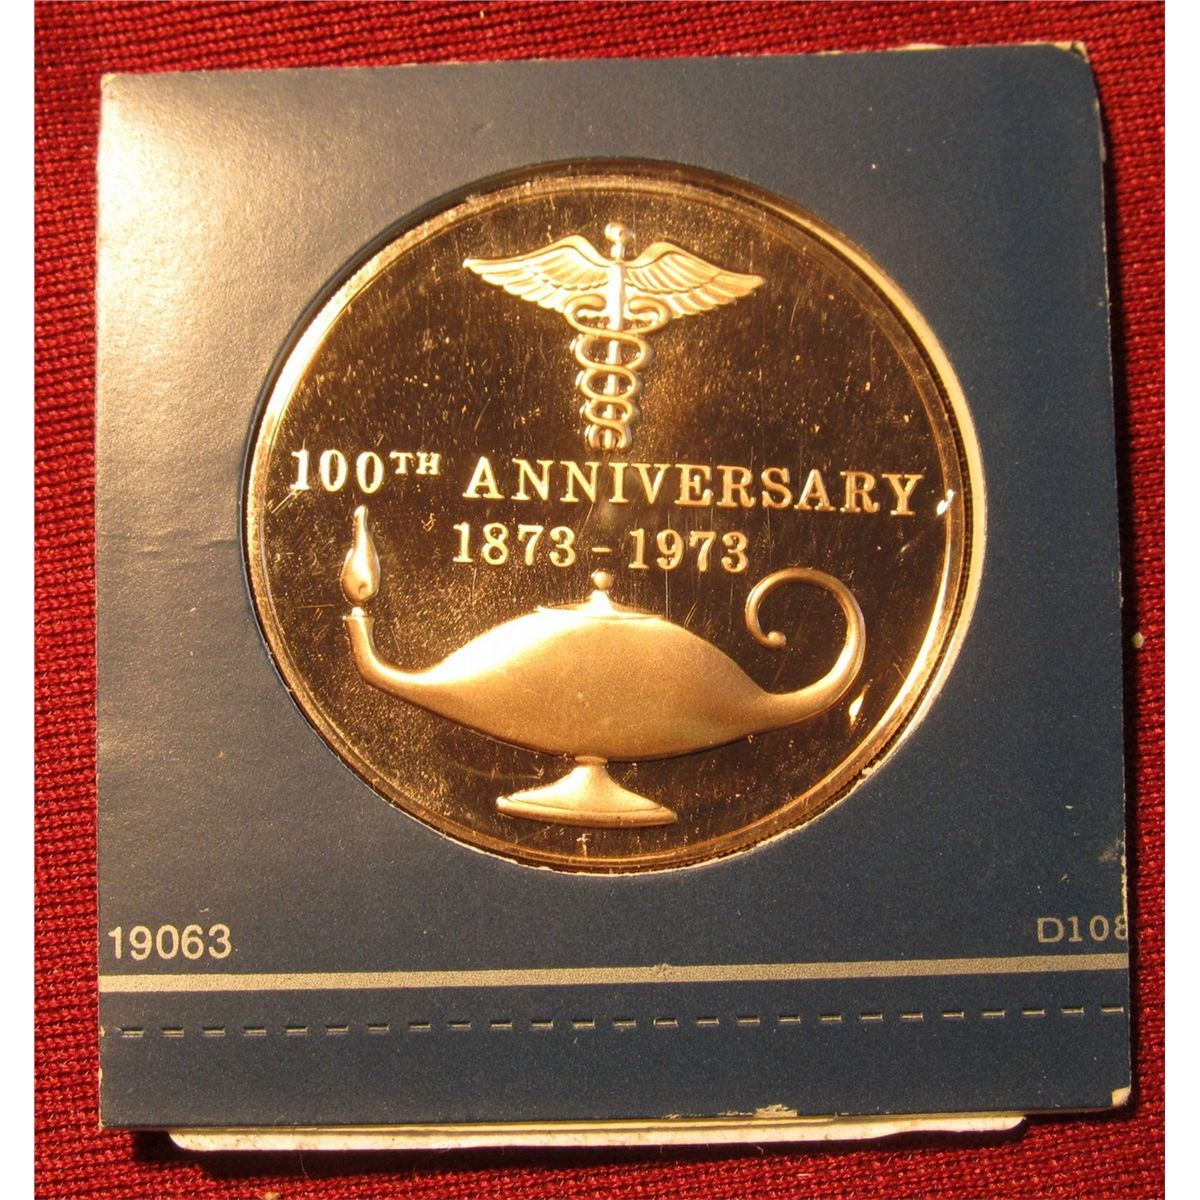 100TH ANNIVERSARY
1873-1973
19063
D108